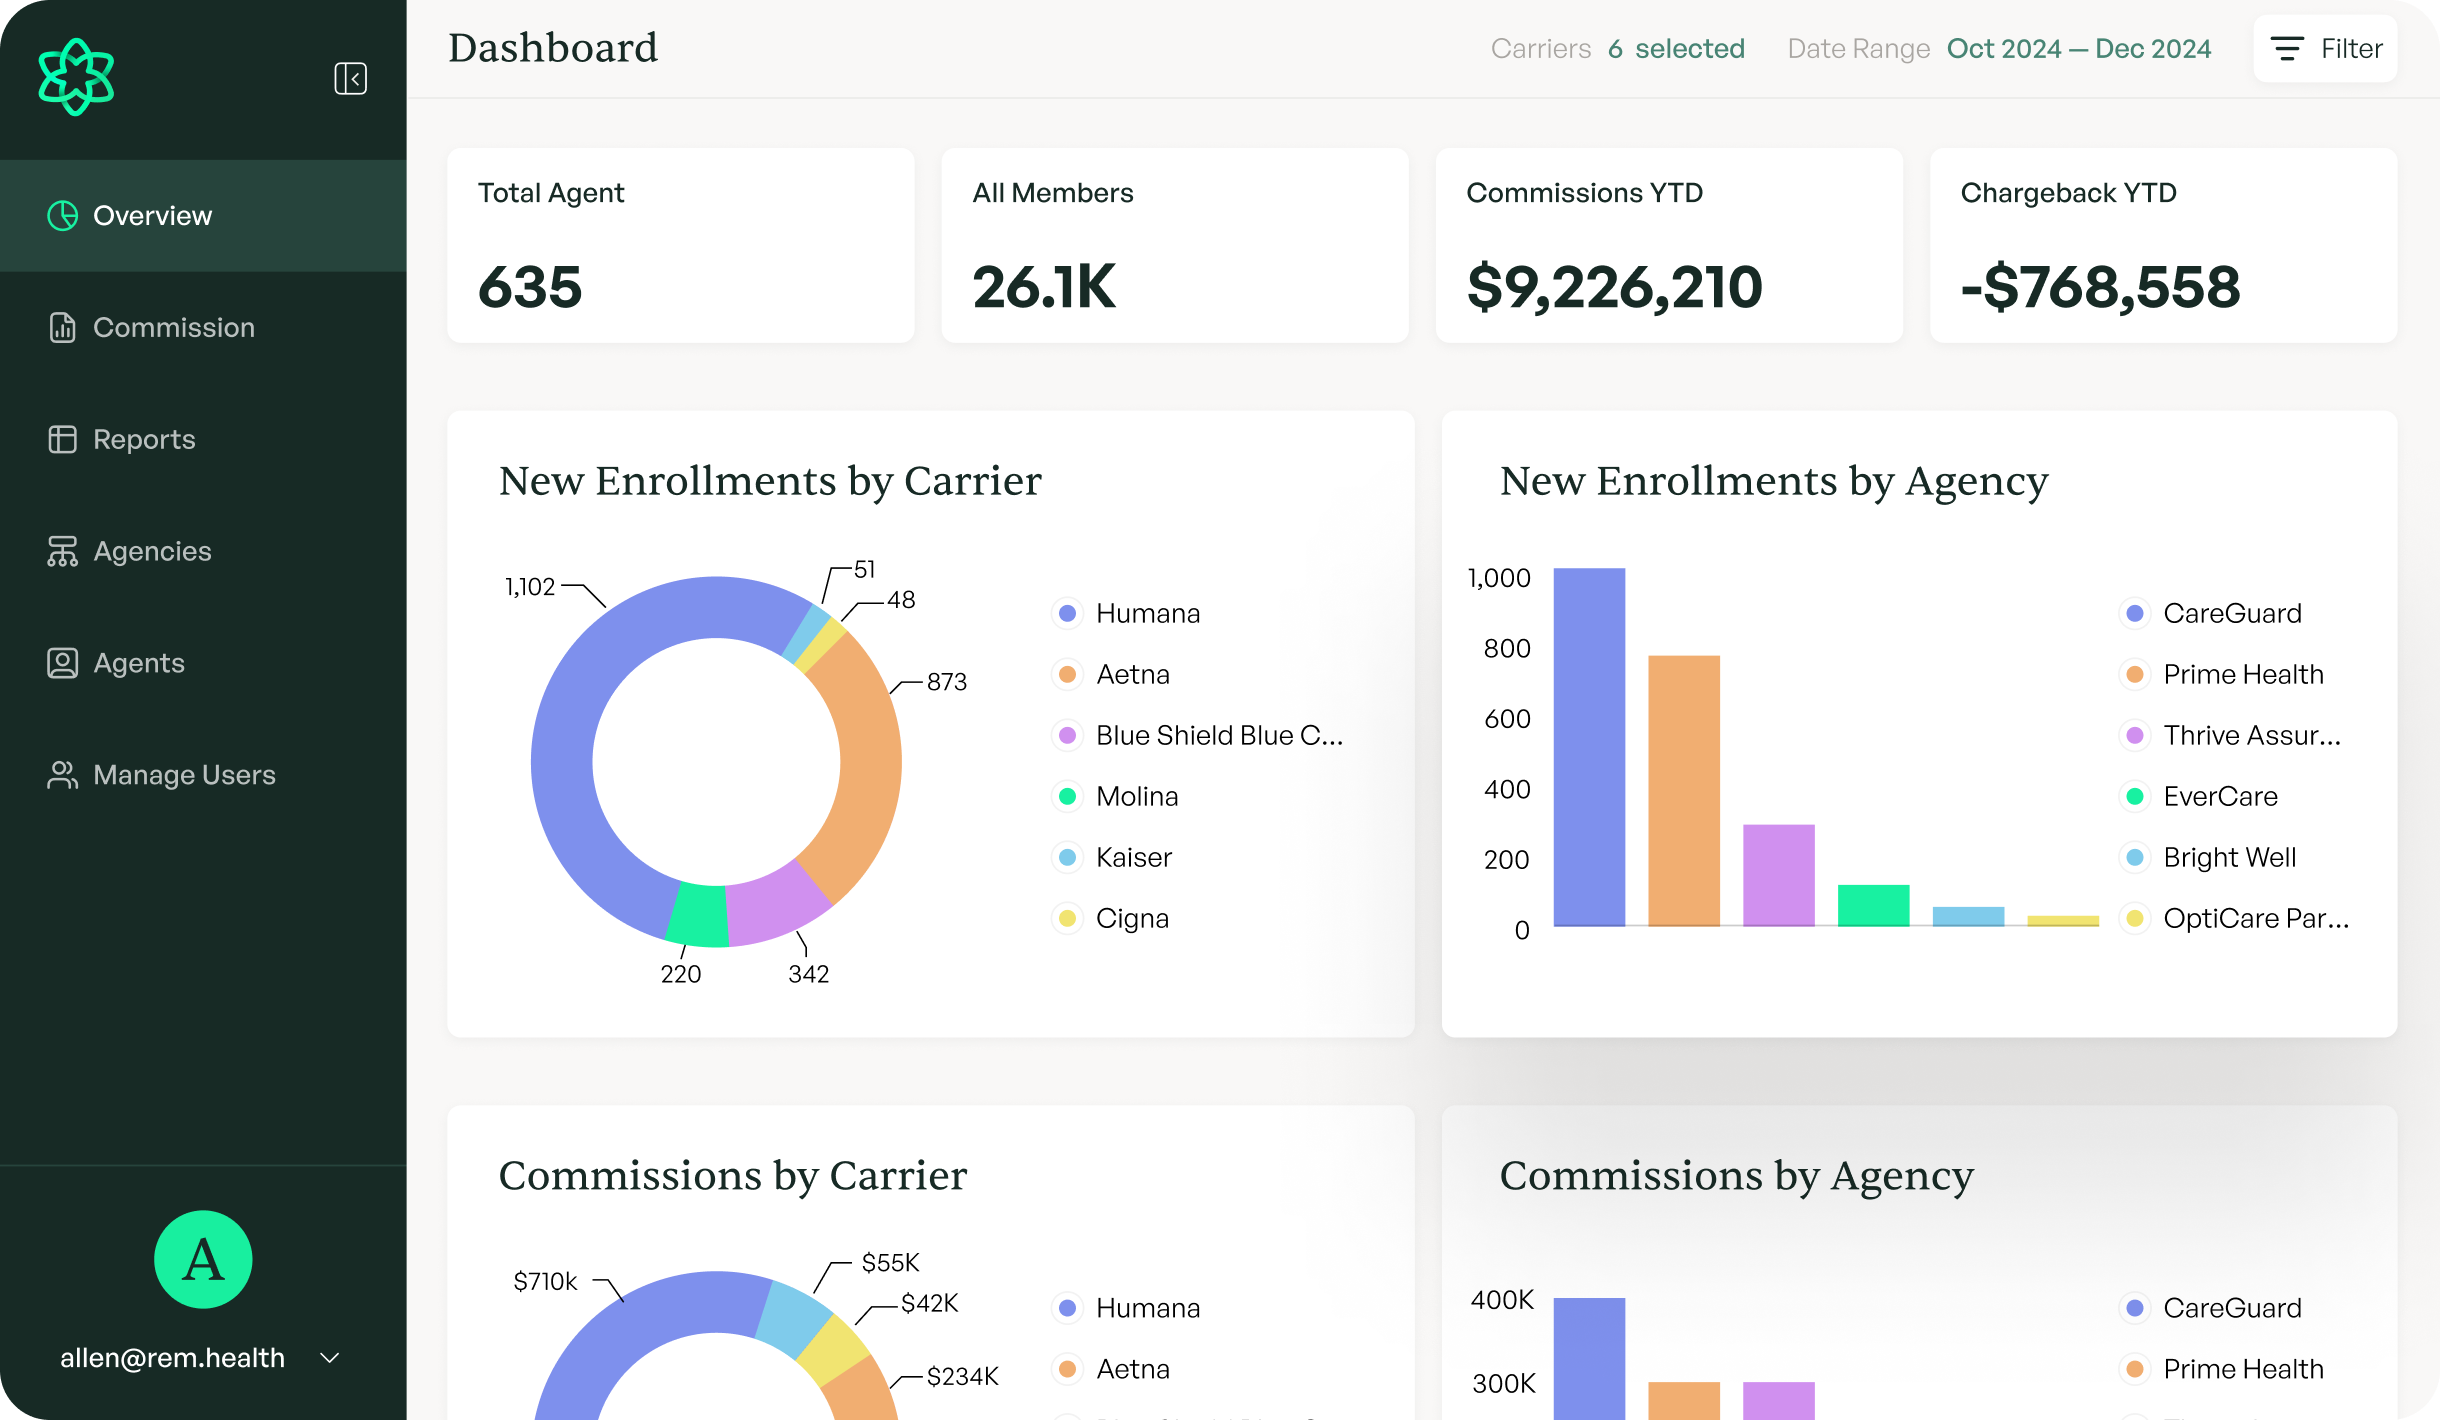 Dashboard
Carriers 6 selected Date Range Oct 2024 — Dec 2024 Filter
Overview
Commission
Reports
Agencies
Agents
Manage Users
A
allen@rem.health
Total Agent
635
All Members
26.1K
Commissions YTD
$9,226,210
Chargeback YTD
-$768,558
New Enrollments by Carrier
1,102
51
48
873
342
220
Humana
Aetna
Blue Shield Blue C...
Molina
Kaiser
Cigna
New Enrollments by Agency
1,000
800
600
400
200
0
CareGuard
Prime Health
Thrive Assur...
EverCare
Bright Well
OptiCare Par...
Commissions by Carrier
$710k
$55K
$42K
$234K
Humana
Aetna
Commissions by Agency
400K
300K
CareGuard
Prime Health